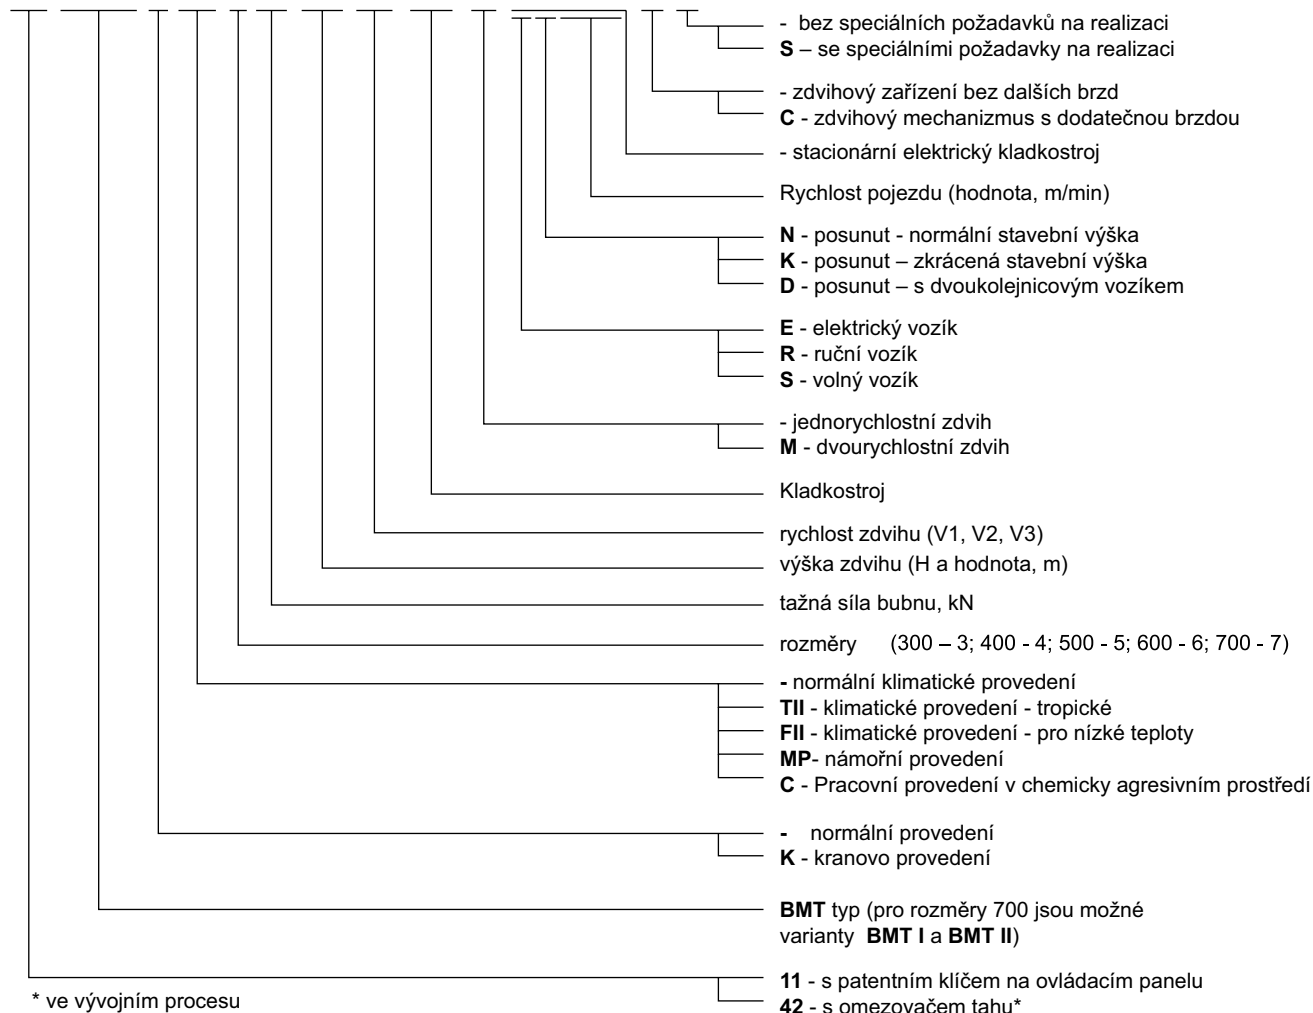 - bez speciálních požadavků na realizaci
S – se speciálními požadavky na realizaci
- zdvihový zařízení bez dalších brzd
C - zdvihový mechanizmus s dodatečnou brzdou
- stacionární elektrický kladkostroj
Rychlost pojezdu (hodnota, m/min)
N - posunut - normální stavební výška
K - posunut – zkrácená stavební výška
D - posunut – s dvoukolejnicovým vozíkem
E - elektrický vozík
R - ruční vozík
S - volný vozík
- jednorychlostní zdvih
M - dvourychlostní zdvih
Kladkostroj
rychlost zdvihu (V1, V2, V3)
výška zdvihu (H a hodnota, m)
tažná síla bubnu, kN
rozměry (300 – 3; 400 - 4; 500 - 5; 600 - 6; 700 - 7)
- normální klimatické provedení
TII - klimatické provedení - tropické
FII - klimatické provedení - pro nízké teploty
MP- námořní provedení
C - Pracovní provedení v chemicky agresivním prostředí
- normální provedení
K - kranovo provedení
BMT typ (pro rozměry 700 jsou možné
varianty BMT I a BMT II)
11 - s patentním klíčem na ovládacím panelu
42 - s omezovačem tahu*
* ve vývojním procesu